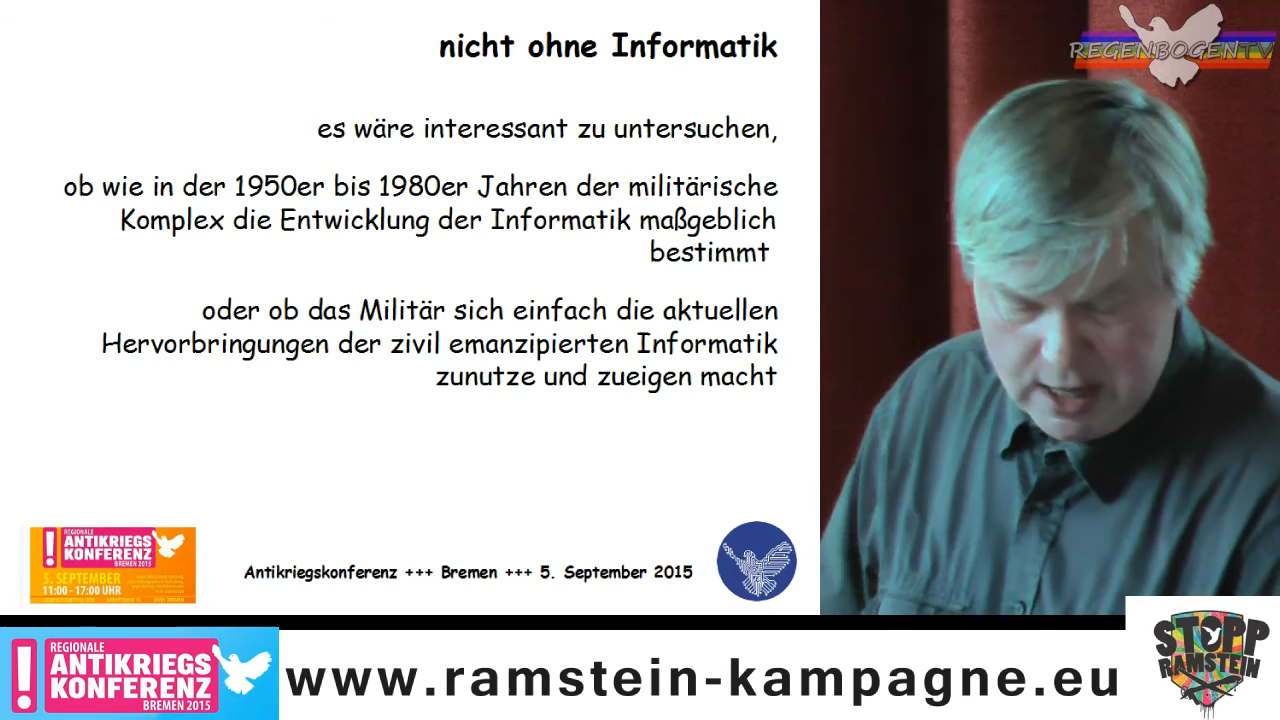 nicht ohne Informatik
es wäre interessant zu untersuchen,
ob wie in der 1950er bis 1980er Jahren der militärische
Komplex die Entwicklung der Informatik maßgeblich
bestimmt
oder ob das Militär sich einfach die aktuellen
Hervorbringungen der zivil emanzipierten Informatik
zunutze und zueigen macht
REGENBOGENTV
! REGIONALE
ANTIKRIEGS
KONFERENZ
BREMEN 2015
5. SEPTEMBER
11:00 - 17:00 UHR
Antikriegskonferenz +++ Bremen +++ 5. September 2015
! REGIONALE
ANTIKRIEGS
KONFERENZ
BREMEN 2015
www.ramstein-kampagne.eu
STOPP
RAMSTEIN